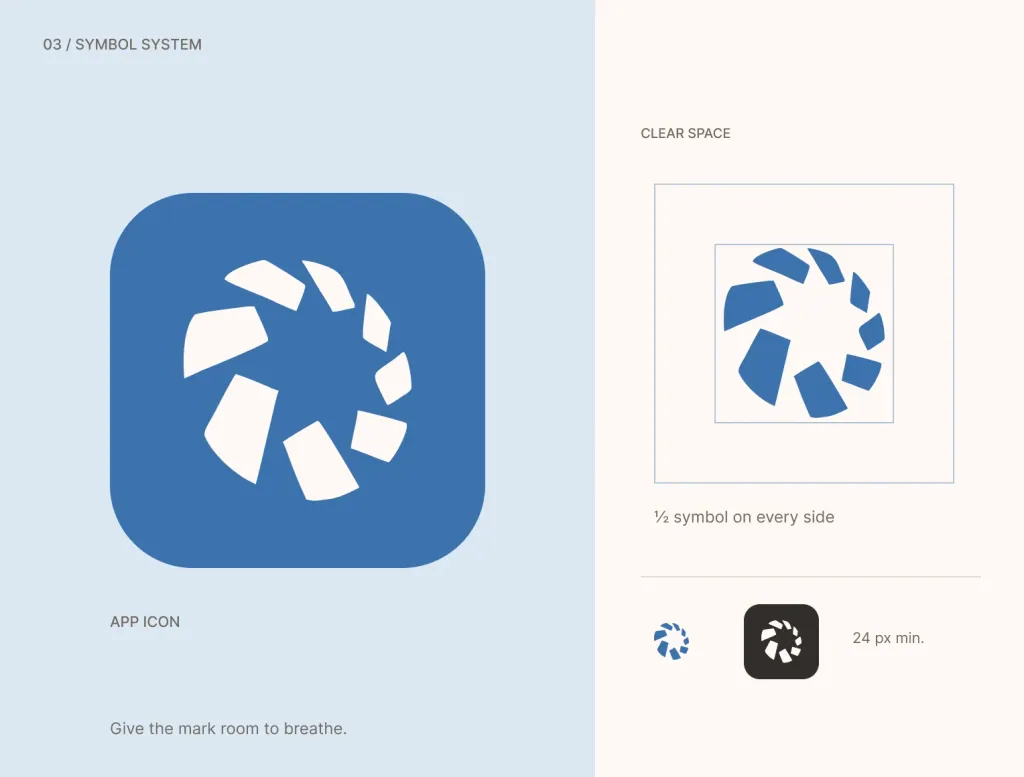 03 / SYMBOL SYSTEM
APP ICON
Give the mark room to breathe.
CLEAR SPACE
½ symbol on every side
24 px min.